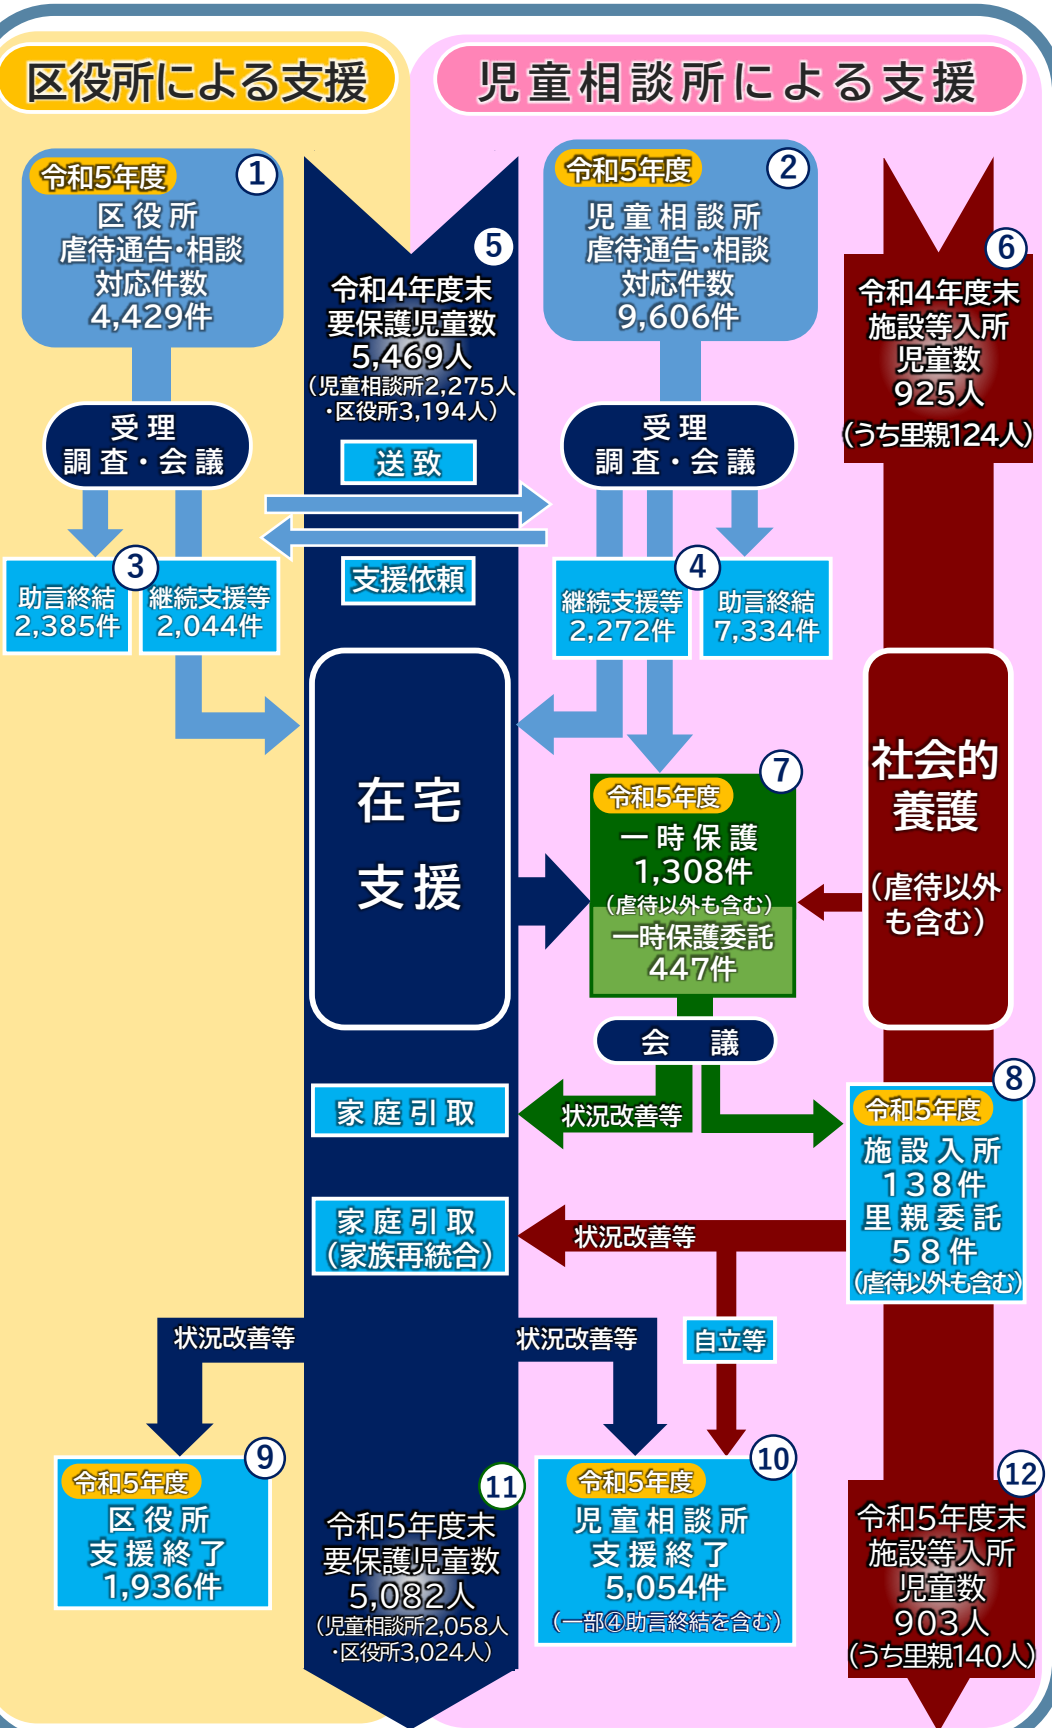 区役所による支援
児童相談所による支援
①
令和5年度
区役所
虐待通告・相談
対応件数
4,429件
②
令和5年度
児童相談所
虐待通告・相談
対応件数
9,606件
⑤
令和4年度末
要保護児童数
5,469人
（児童相談所2,275人
・区役所3,194人）
⑥
令和4年度末
施設等入所
児童数
925人
（うち里親124人）
受理
調査・会議
受理
調査・会議
送致
支援依頼
③
助言終結
2,385件
継続支援等
2,044件
④
継続支援等
2,272件
助言終結
7,334件
在宅
支援
⑦
令和5年度
一時保護
1,308件
（虐待以外も含む）
一時保護委託
447件
社会的
養護
（虐待以外
も含む）
会議
家庭引取
状況改善等
⑧
令和5年度
施設入所
138件
里親委託
58件
（虐待以外も含む）
家庭引取
（家族再統合）
状況改善等
状況改善等
状況改善等
自立等
⑨
令和5年度
区役所
支援終了
1,936件
⑪
令和5年度末
要保護児童数
5,082人
（児童相談所2,058人
・区役所3,024人）
⑩
令和5年度
児童相談所
支援終了
5,054件
（一部④助言終結を含む）
⑫
令和5年度末
施設等入所
児童数
903人
（うち里親140人）